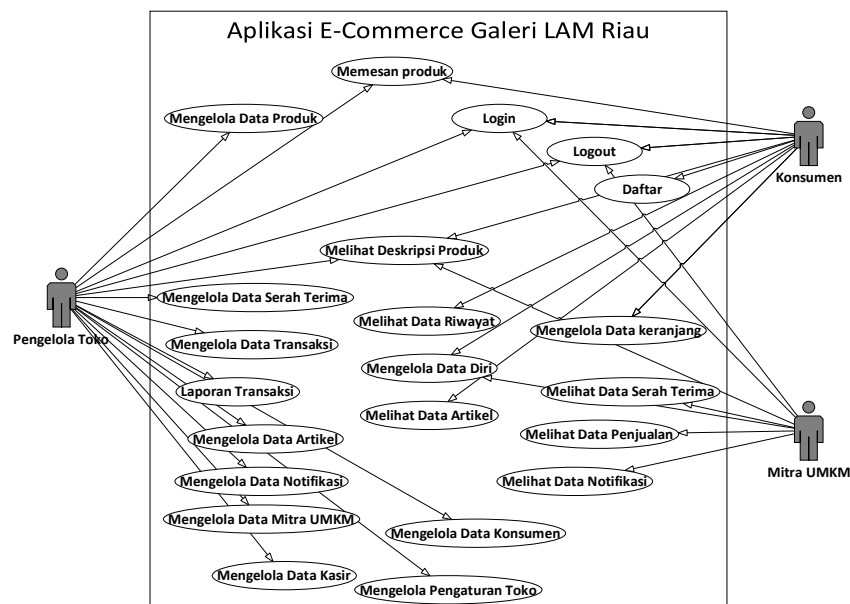 Aplikasi E-Commerce Galeri LAM Riau
Memesan produk
Mengelola Data Produk
Login
Logout
Konsumen
Daftar
Melihat Deskripsi Produk
Mengelola Data Serah Terima
Melihat Data Riwayat
Mengelola Data keranjang
Pengelola Toko
Mengelola Data Transaksi
Mengelola Data Diri
Laporan Transaksi
Melihat Data Serah Terima
Melihat Data Artikel
Mengelola Data Artikel
Melihat Data Penjualan
Mitra UMKM
Mengelola Data Notifikasi
Melihat Data Notifikasi
Mengelola Data Mitra UMKM
Mengelola Data Konsumen
Mengelola Data Kasir
Mengelola Pengaturan Toko